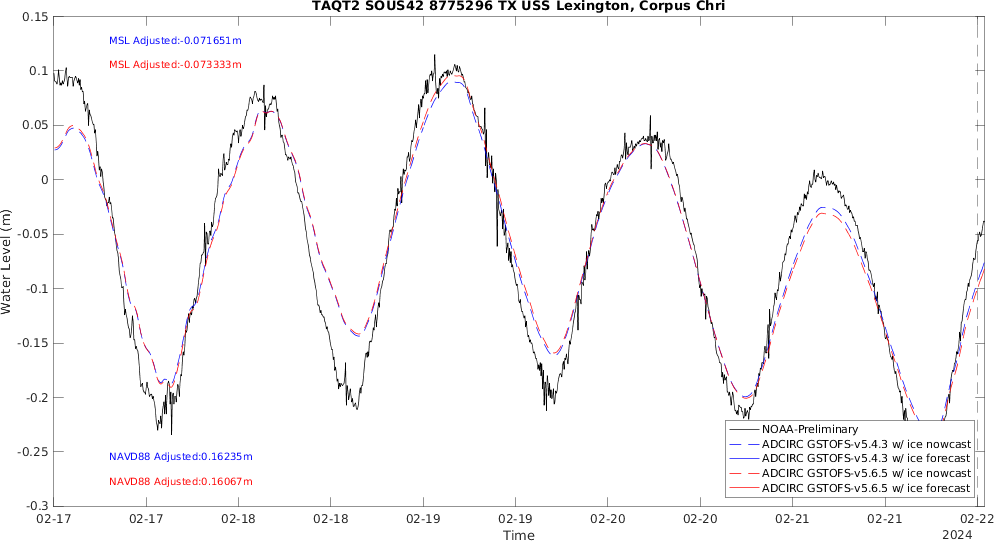 TAQT2 SOUS42 8775296 TX USS Lexington, Corpus Chri
0.15
MSL Adjusted:-0.071651m
MSL Adjusted:-0.073333m
0.1
0.05
0
-0.05
-0.1
-0.15
-0.2
-0.25
-0.3
Water Level (m)
NAVD88 Adjusted:0.16235m
NAVD88 Adjusted:0.16067m
NOAA-Preliminary
ADCIRC GSTOFS-v5.4.3 w/ ice nowcast
ADCIRC GSTOFS-v5.4.3 w/ ice forecast
ADCIRC GSTOFS-v5.6.5 w/ ice nowcast
ADCIRC GSTOFS-v5.6.5 w/ ice forecast
02-17 02-17 02-18 02-18 02-19 02-19 02-20 02-20 02-21 02-21 02-22
Time
2024